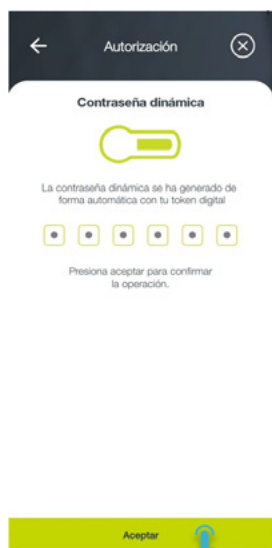 Autorización
Contraseña dinámica
La contraseña dinámica se ha generado de
forma automática con tu token digital
Presiona aceptar para confirmar
la operación.
Aceptar